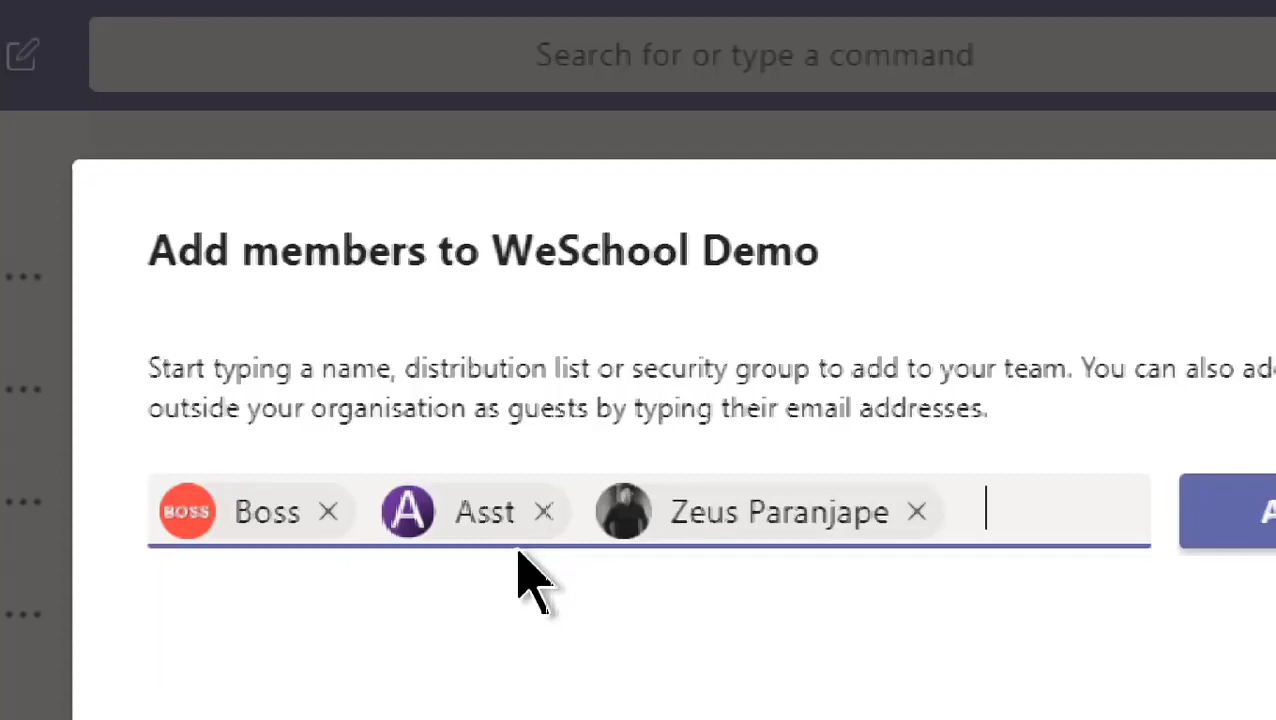 Search for or type a command
Add members to WeSchool Demo
Start typing a name, distribution list or security group to add to your team. You can also
outside your organisation as guests by typing their email addresses.
BOSS Boss A Asst Zeus Paranjape